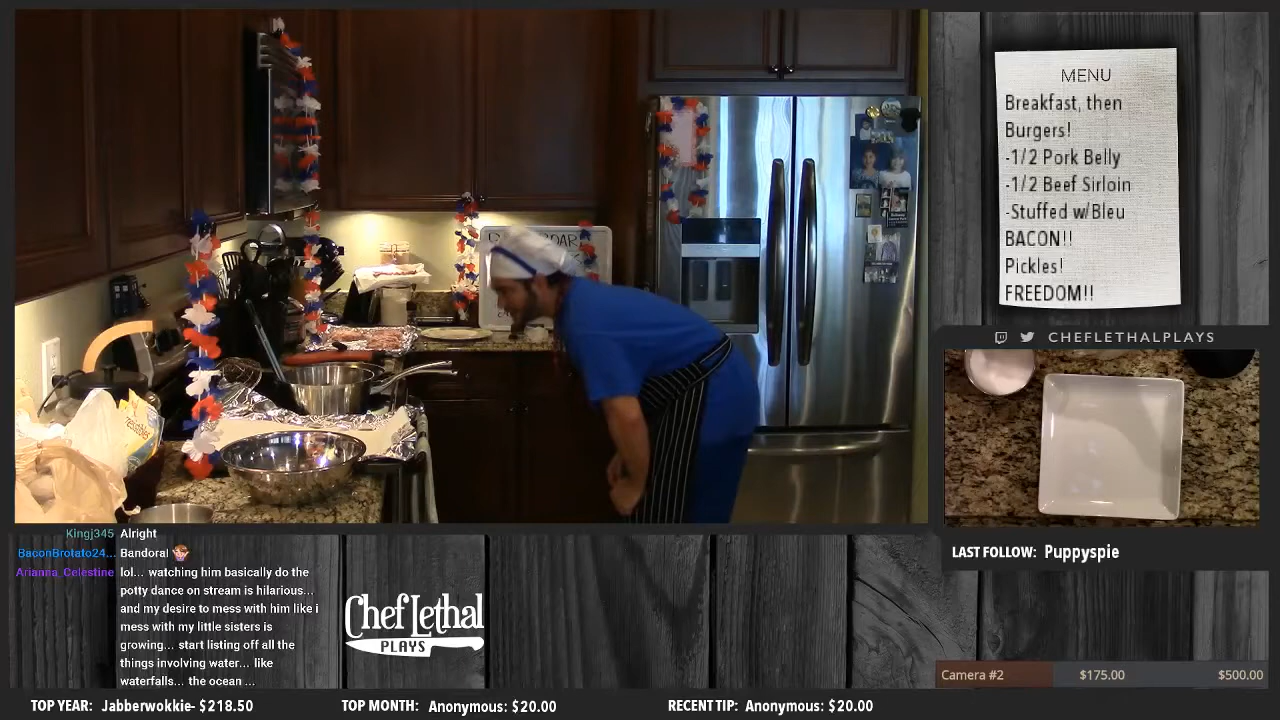 MENU
Breakfast, then
Burgers!
-1/2 Pork Belly
-1/2 Beef Sirloin
-Stuffed w/Bleu
BACON!!
Pickles!
FREEDOM!!
CHEFLETHALPLAYS
LAST FOLLOW: Puppyspie
Camera #2 $175.00 $500.00
Kingj345 Alright
BaconBrotato24... Bandoral
Arianna_Celestine lol... watching him basically do the
potty dance on stream is hilarious...
and my desire to mess with him like i
mess with my little sisters is
growing... start listing off all the
things involving water... like
waterfalls... the ocean ...
Chef Lethal
PLAYS
TOP YEAR: Jabberwokkie- $218.50
TOP MONTH: Anonymous: $20.00
RECENT TIP: Anonymous: $20.00